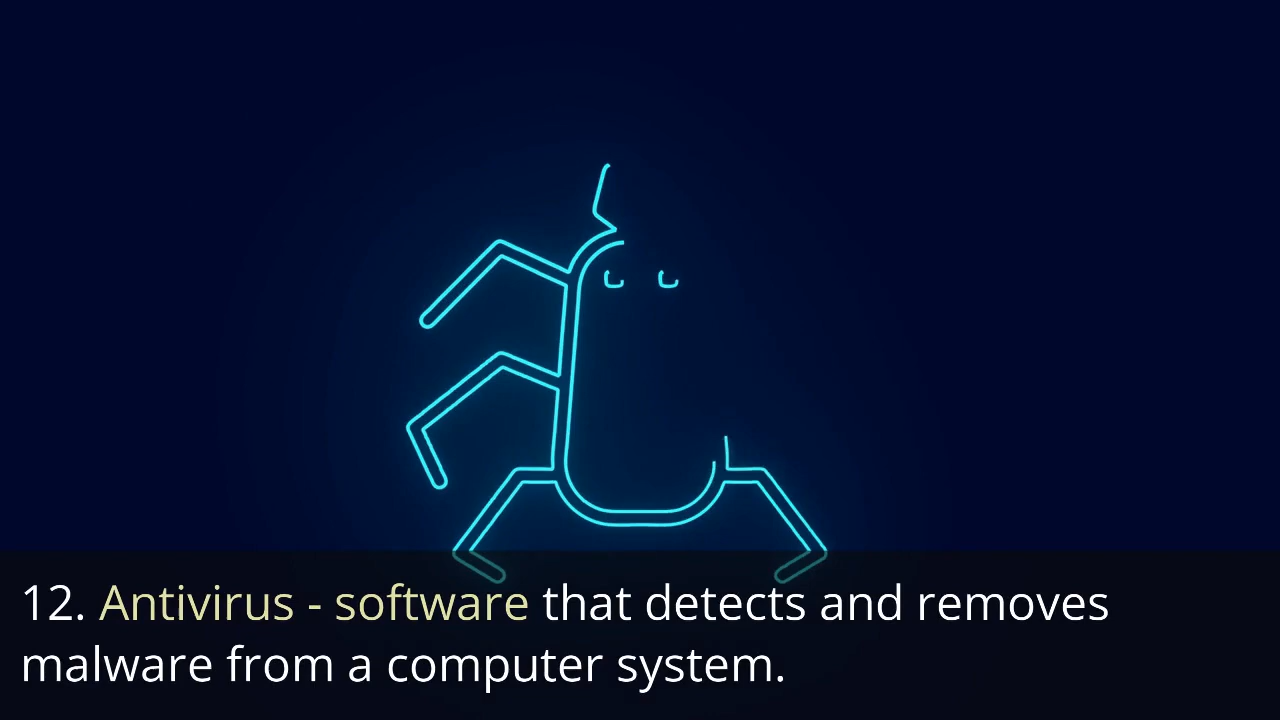 12. Antivirus - software that detects and removes
malware from a computer system.